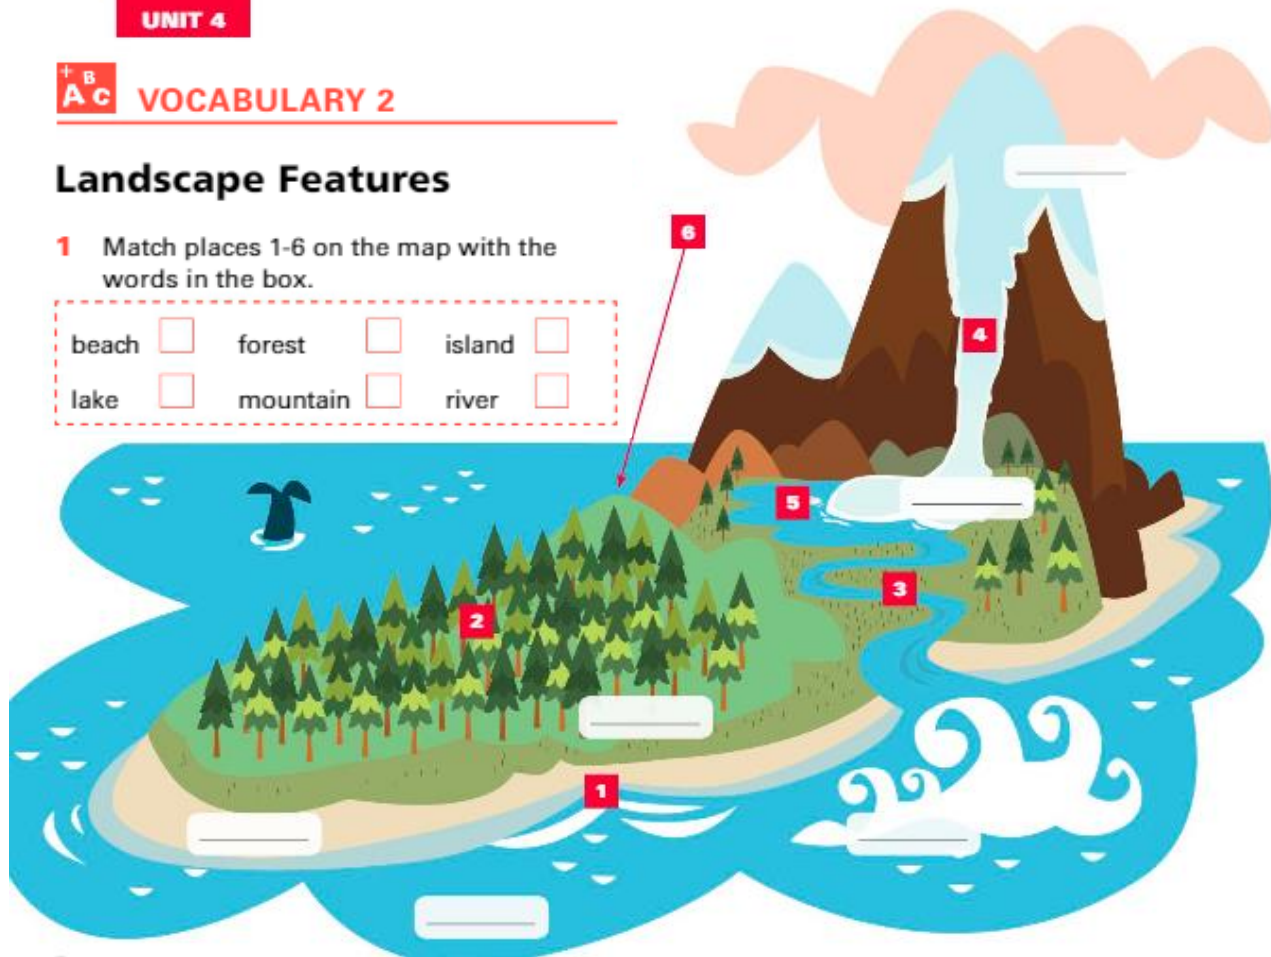 UNIT 4
+ A B C
VOCABULARY 2
Landscape Features
1 Match places 1-6 on the map with the
words in the box.
beach forest island
lake mountain river
6
4
5
3
2
1